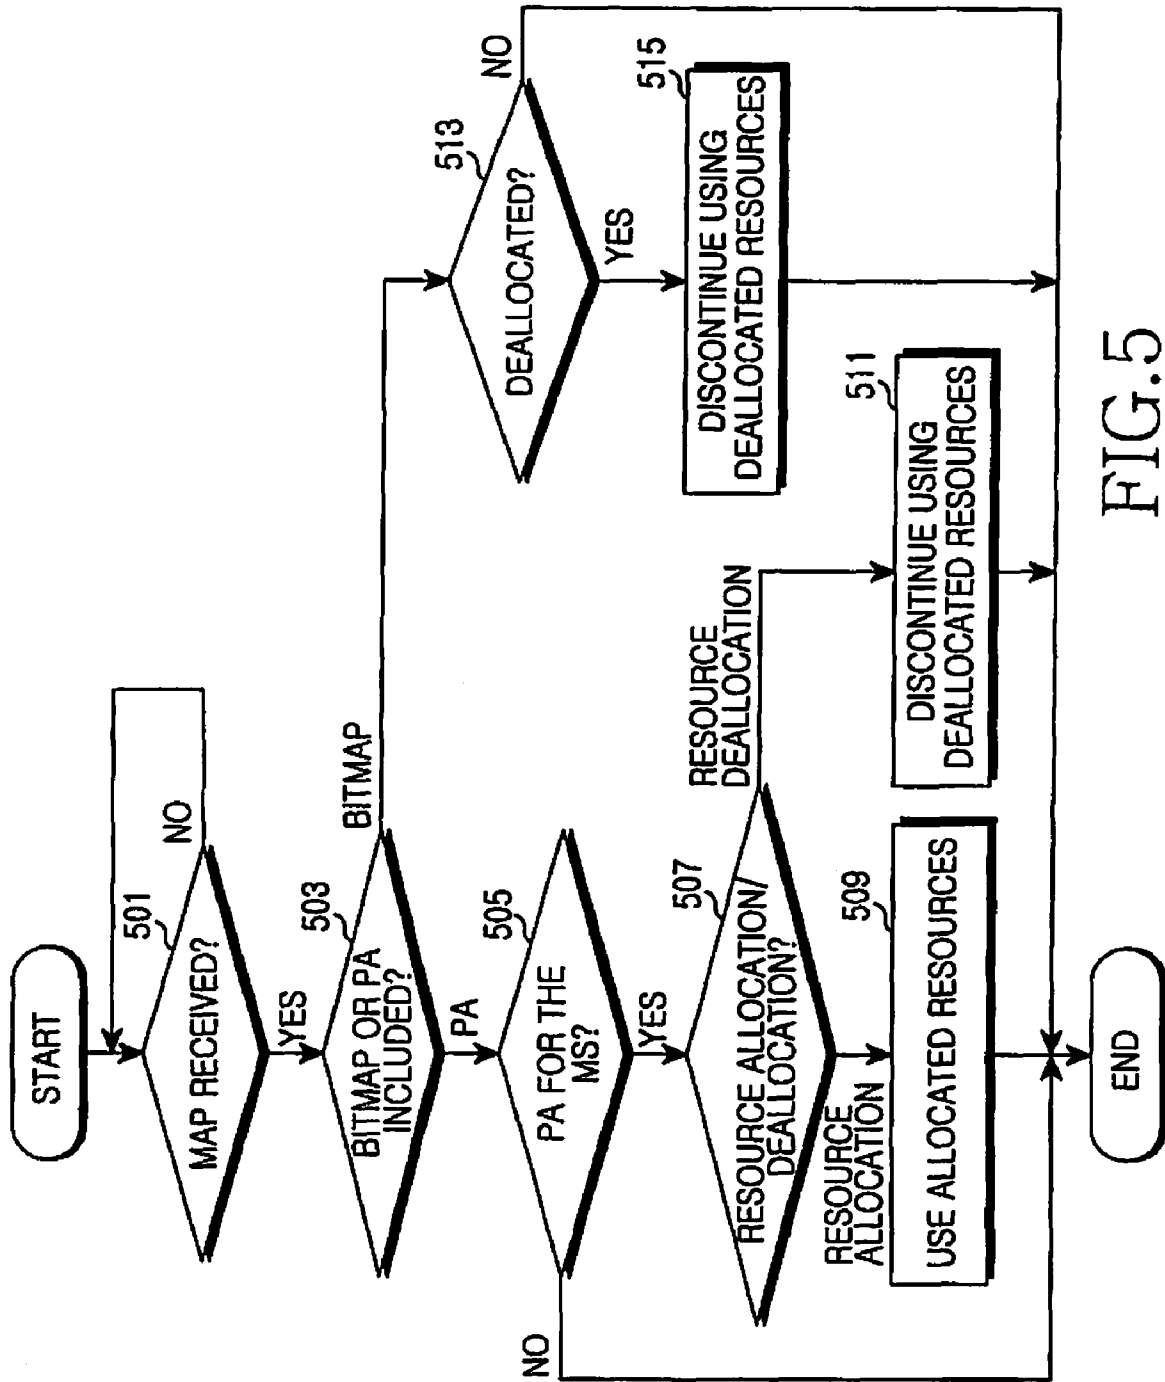 START
501
MAP RECEIVED?
NO
YES
503
BITMAP OR PA
INCLUDED?
BITMAP
PA
505
PA FOR THE
MS?
NO
YES
507
RESOURCE ALLOCATION/
DEALLOCATION?
RESOURCE
DEALLOCATION
RESOURCE
ALLOCATION
509
USE ALLOCATED RESOURCES
511
DISCONTINUE USING
DEALLOCATED RESOURCES
513
DEALLOCATED?
NO
YES
515
DISCONTINUE USING
DEALLOCATED RESOURCES
END
FIG.5